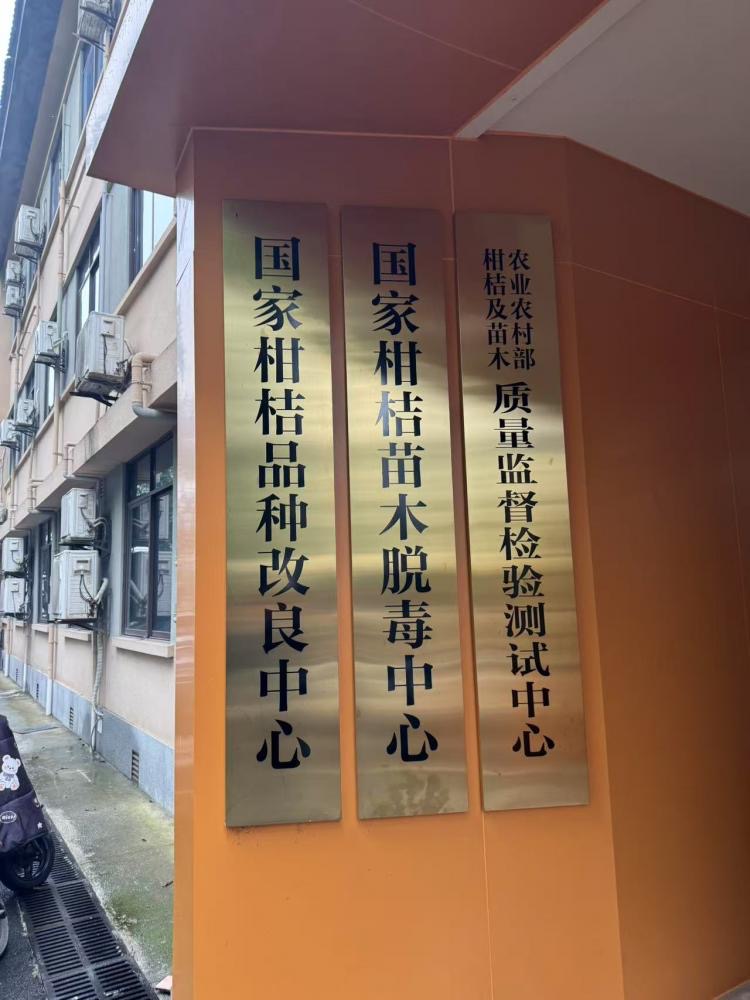 国家柑桔品种改良中心
国家柑桔苗木脱毒中心
农业农村部
柑桔及苗木
质量监督检验测试中心